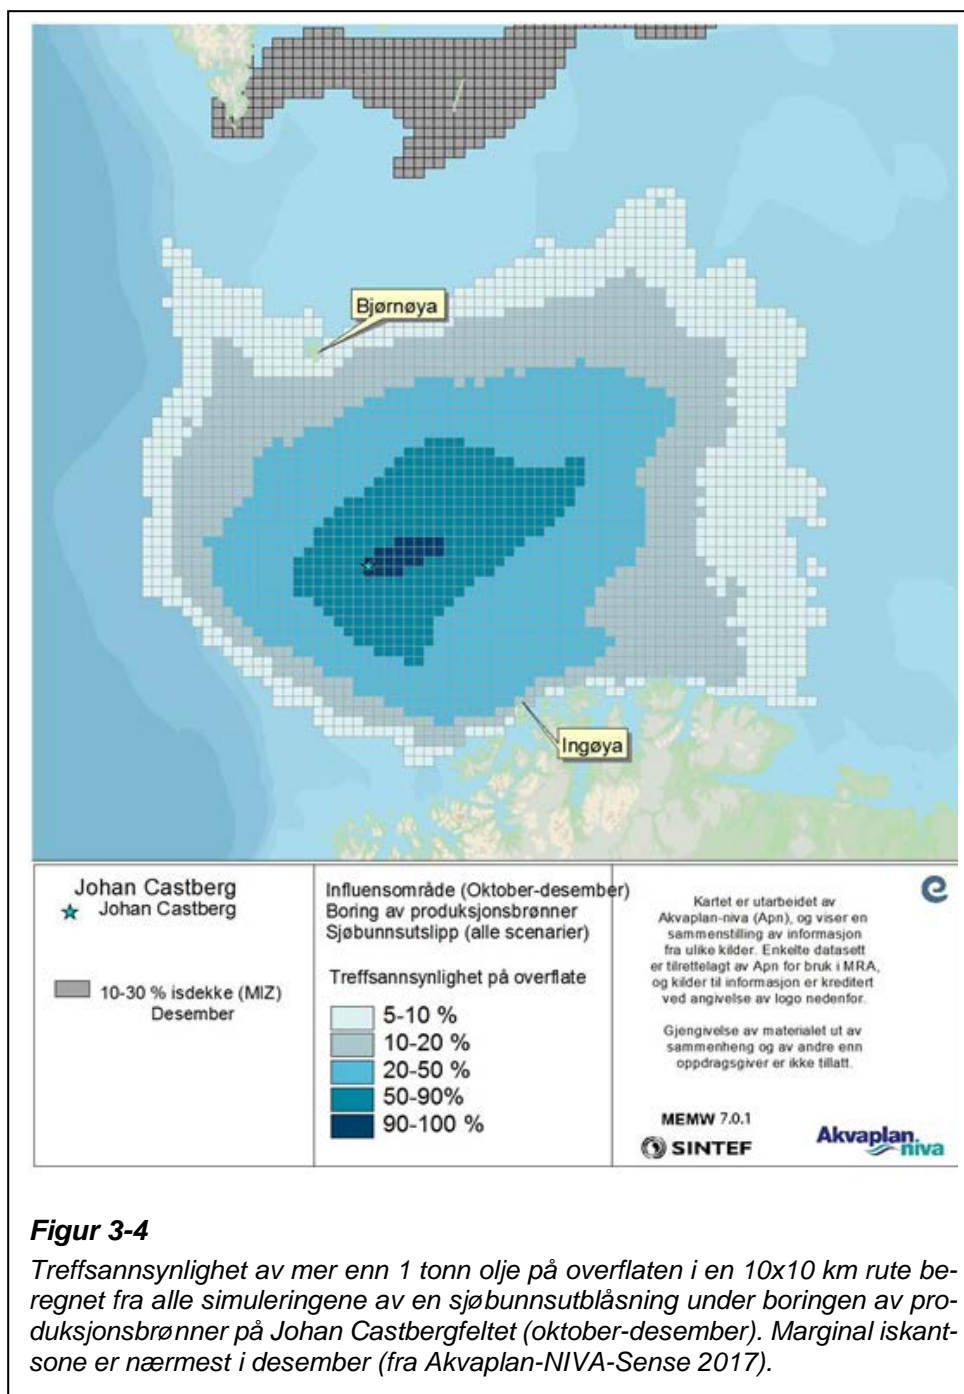 Bjørnøya
Ingøya
Johan Castberg
Johan Castberg
10-30 % isdekke (MIZ)
Desember
Influensområde (Oktober-desember)
Boring av produksjonsbrønner
Sjøbunnsutslipp (alle scenarier)
Treffsannsynlighet på overflate
5-10 %
10-20 %
20-50 %
50-90%
90-100 %
Kartet er utarbeidet av
Akvaplan-niva (Apn), og viser en
sammenstilling av informasjon
fra ulike kilder. Enkelte datasett
er tilrettelagt av Apn for bruk i MRA,
og kilder til informasjon er kreditert
ved angivelse av logo nedenfor.
Gjengivelse av materialet ut av
sammenheng og av andre enn
oppdragsgiver er ikke tillatt.
MEMW 7.0.1
SINTEF
Akvaplan
niva
Figur 3-4
Treffsannsynlighet av mer enn 1 tonn olje på overflaten i en 10x10 km rute be-
regnet fra alle simuleringene av en sjøbunnsutblåsning under boringen av pro-
duksjonsbrønner på Johan Castbergfeltet (oktober-desember). Marginal iskant-
sone er nærmest i desember (fra Akvaplan-NIVA-Sense 2017).